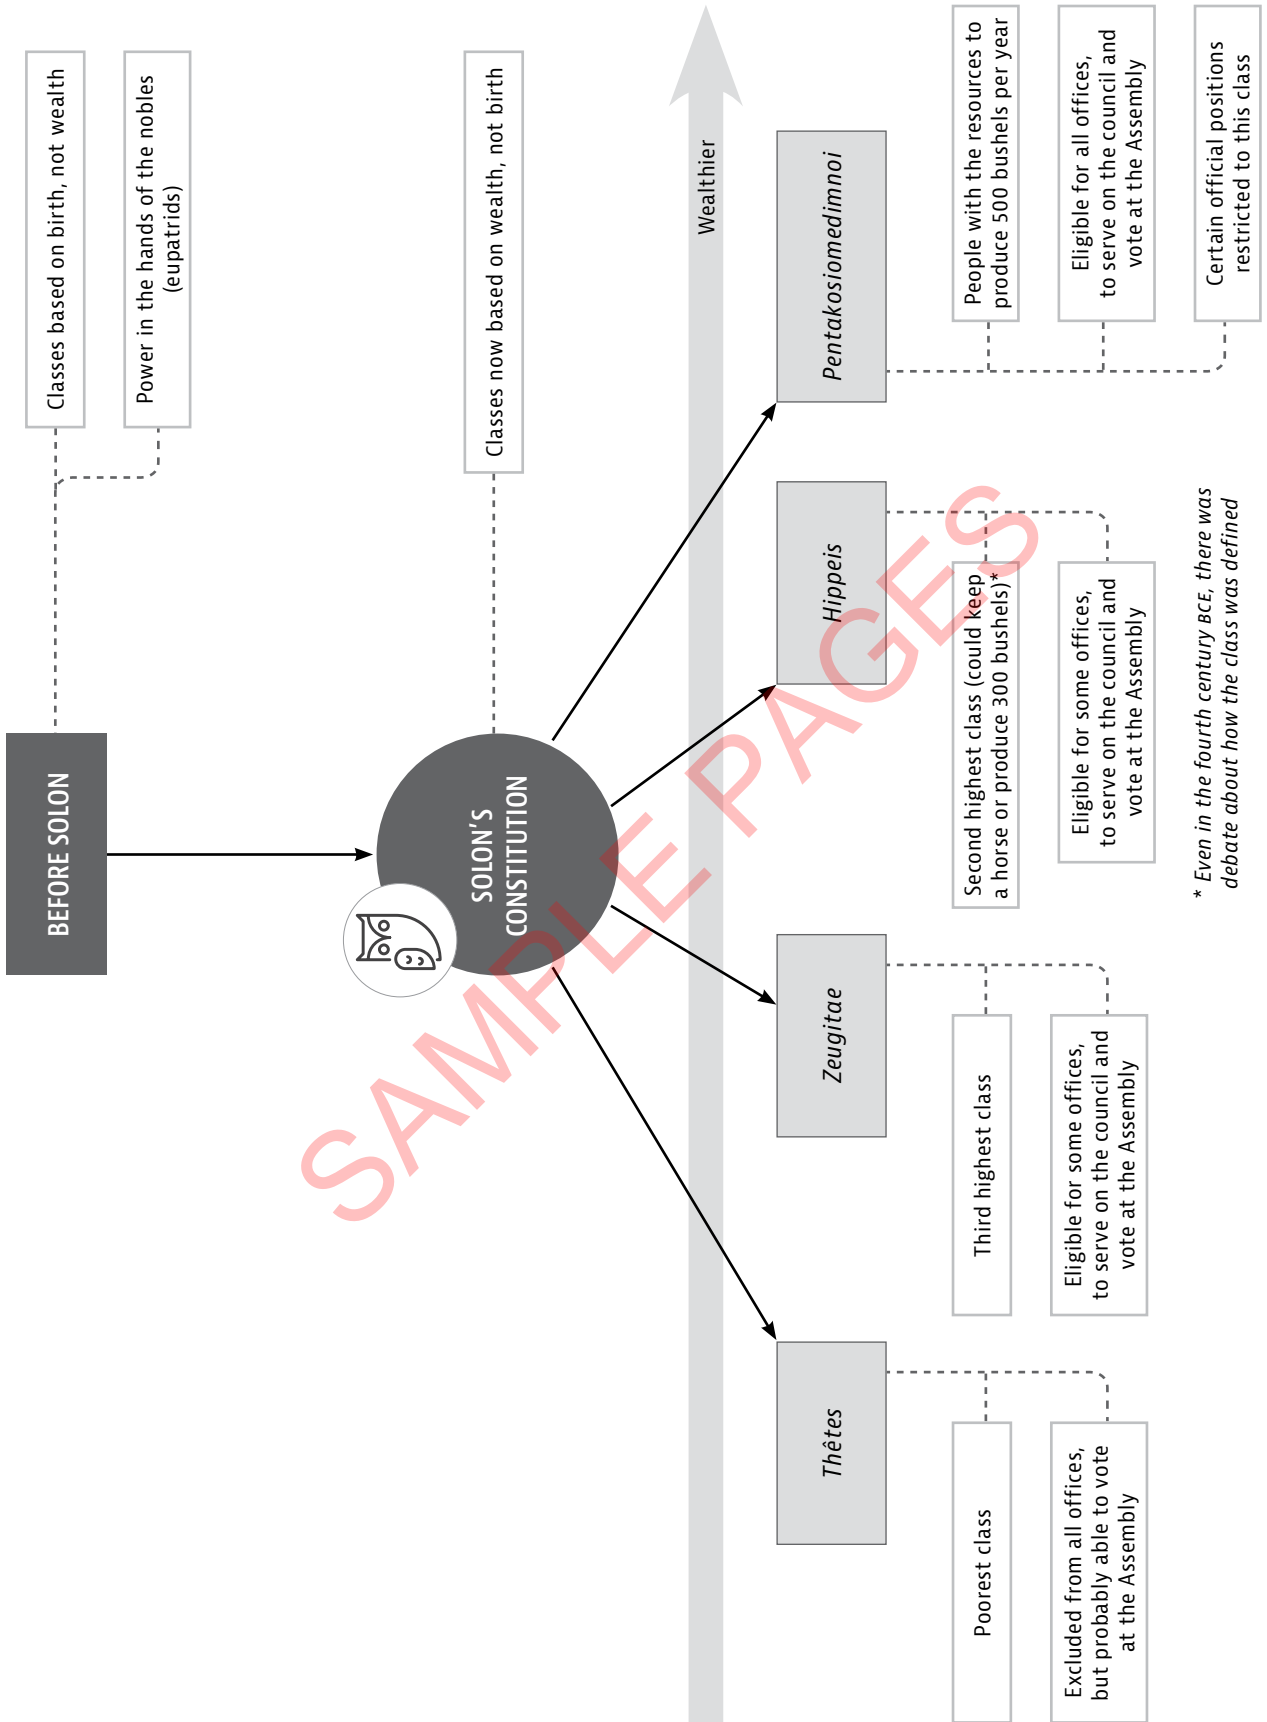 BEFORE SOLON
Classes based on birth, not wealth
Power in the hands of the nobles
(eupatrids)
SOLON'S
CONSTITUTION
Classes now based on wealth, not birth
Wealthier
Thêtes
Poorest class
Excluded from all offices,
but probably able to vote
at the Assembly
Zeugitae
Third highest class
Eligible for some offices,
to serve on the council and
vote at the Assembly
Hippeis
Second highest class (could keep
a horse or produce 300 bushels)*
Eligible for some offices,
to serve on the council and
vote at the Assembly
* Even in the fourth century BCE, there was
debate about how the class was defined
Pentakosiomedimnoi
People with the resources to
produce 500 bushels per year
Eligible for all offices,
to serve on the council and
vote at the Assembly
Certain official positions
restricted to this class
SAMPLE PAGES